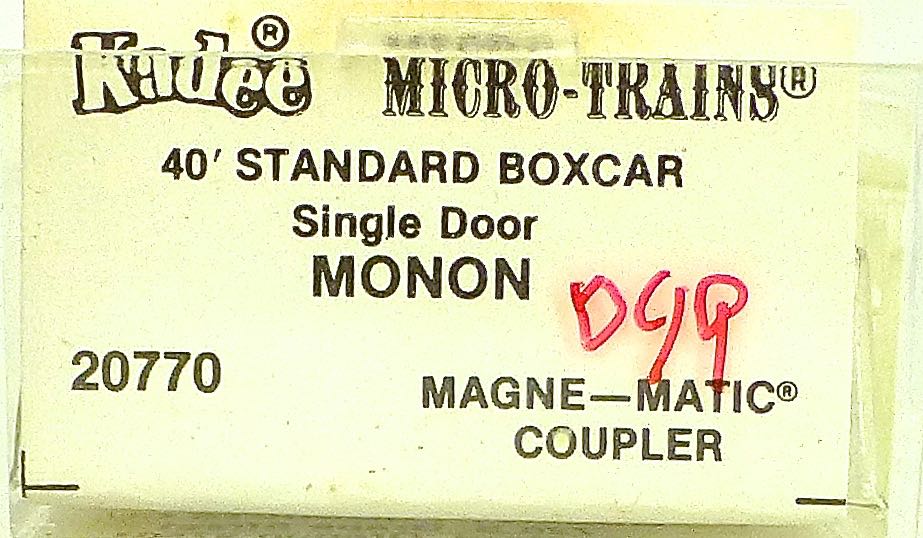 Kadee® MICRO-TRAINS®
40' STANDARD BOXCAR
Single Door
MONON
20770
MAGNE—MATIC®
COUPLER